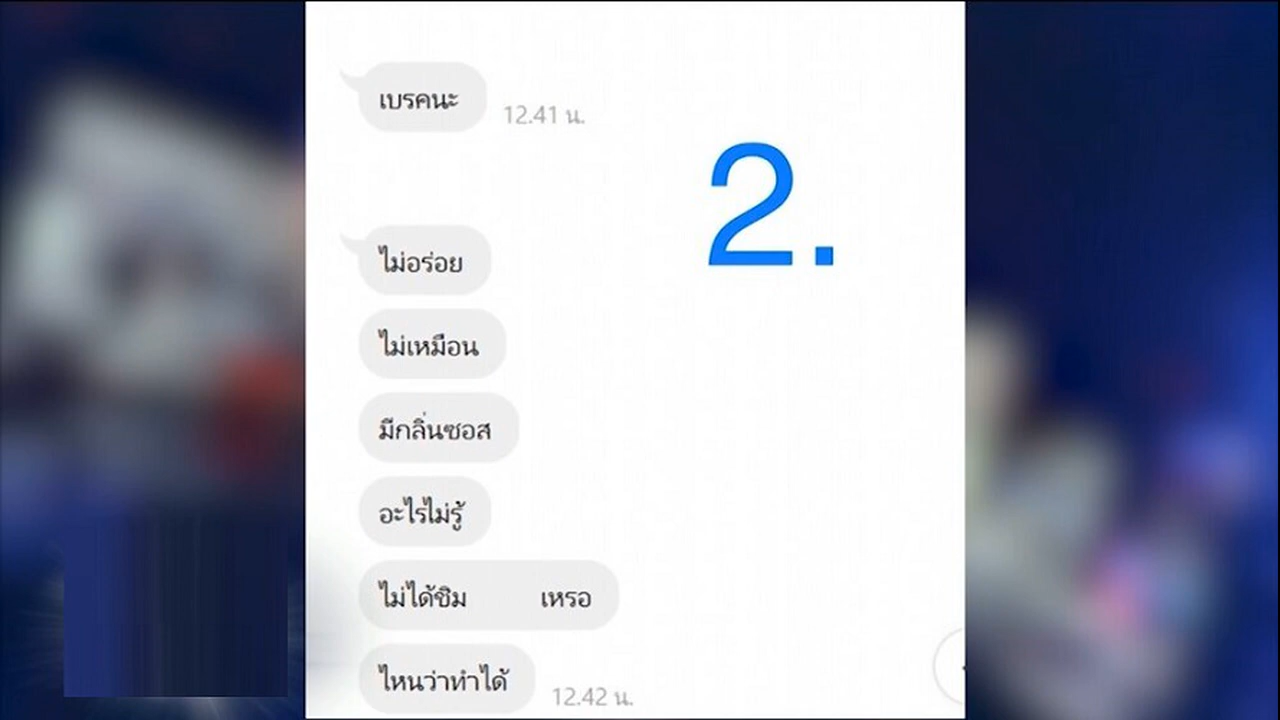 เบรคนะ
12.41 น.
2.
ไม่อร่อย
ไม่เหมือน
มีกลิ่นซอส
อะไรไม่รู้
ไม่ได้ชิม เหรอ
ไหนว่าทำได้
12.42 น.